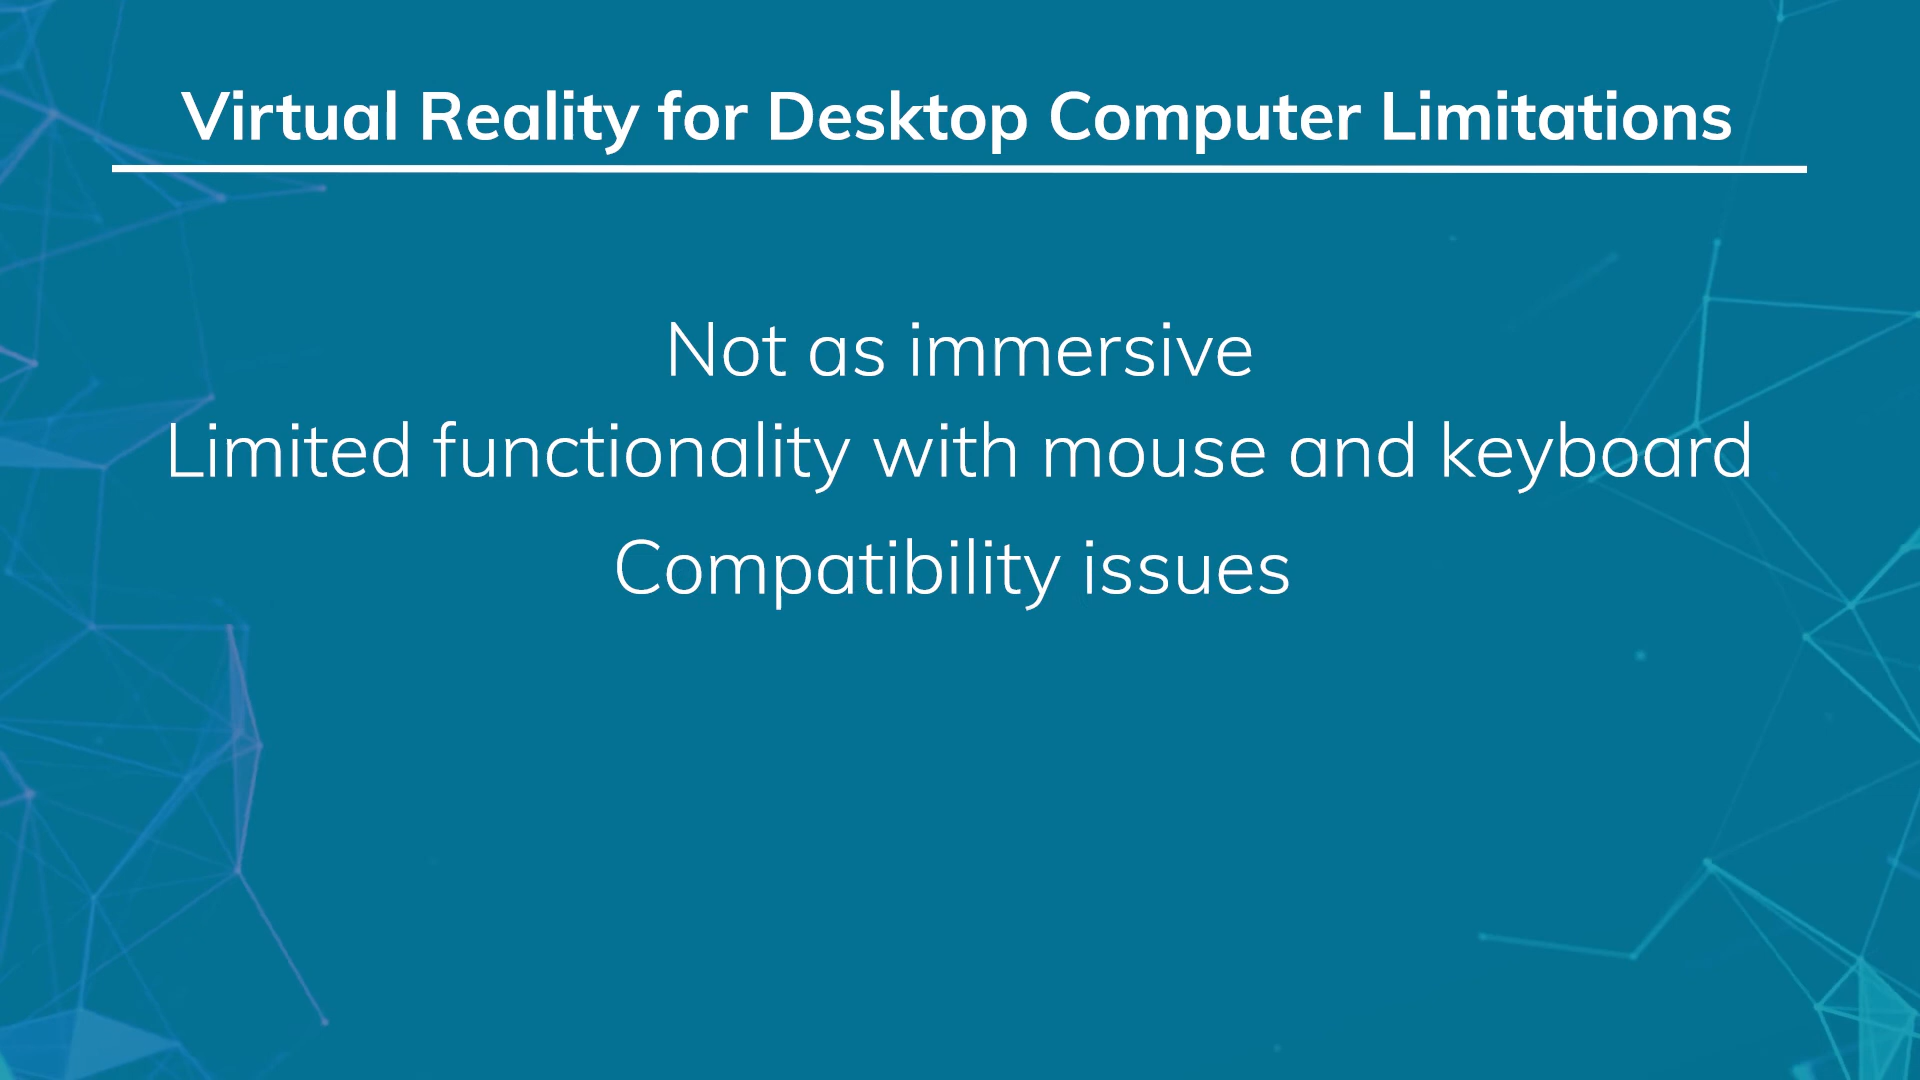 Virtual Reality for Desktop Computer Limitations
Not as immersive
Limited functionality with mouse and keyboard
Compatibility issues